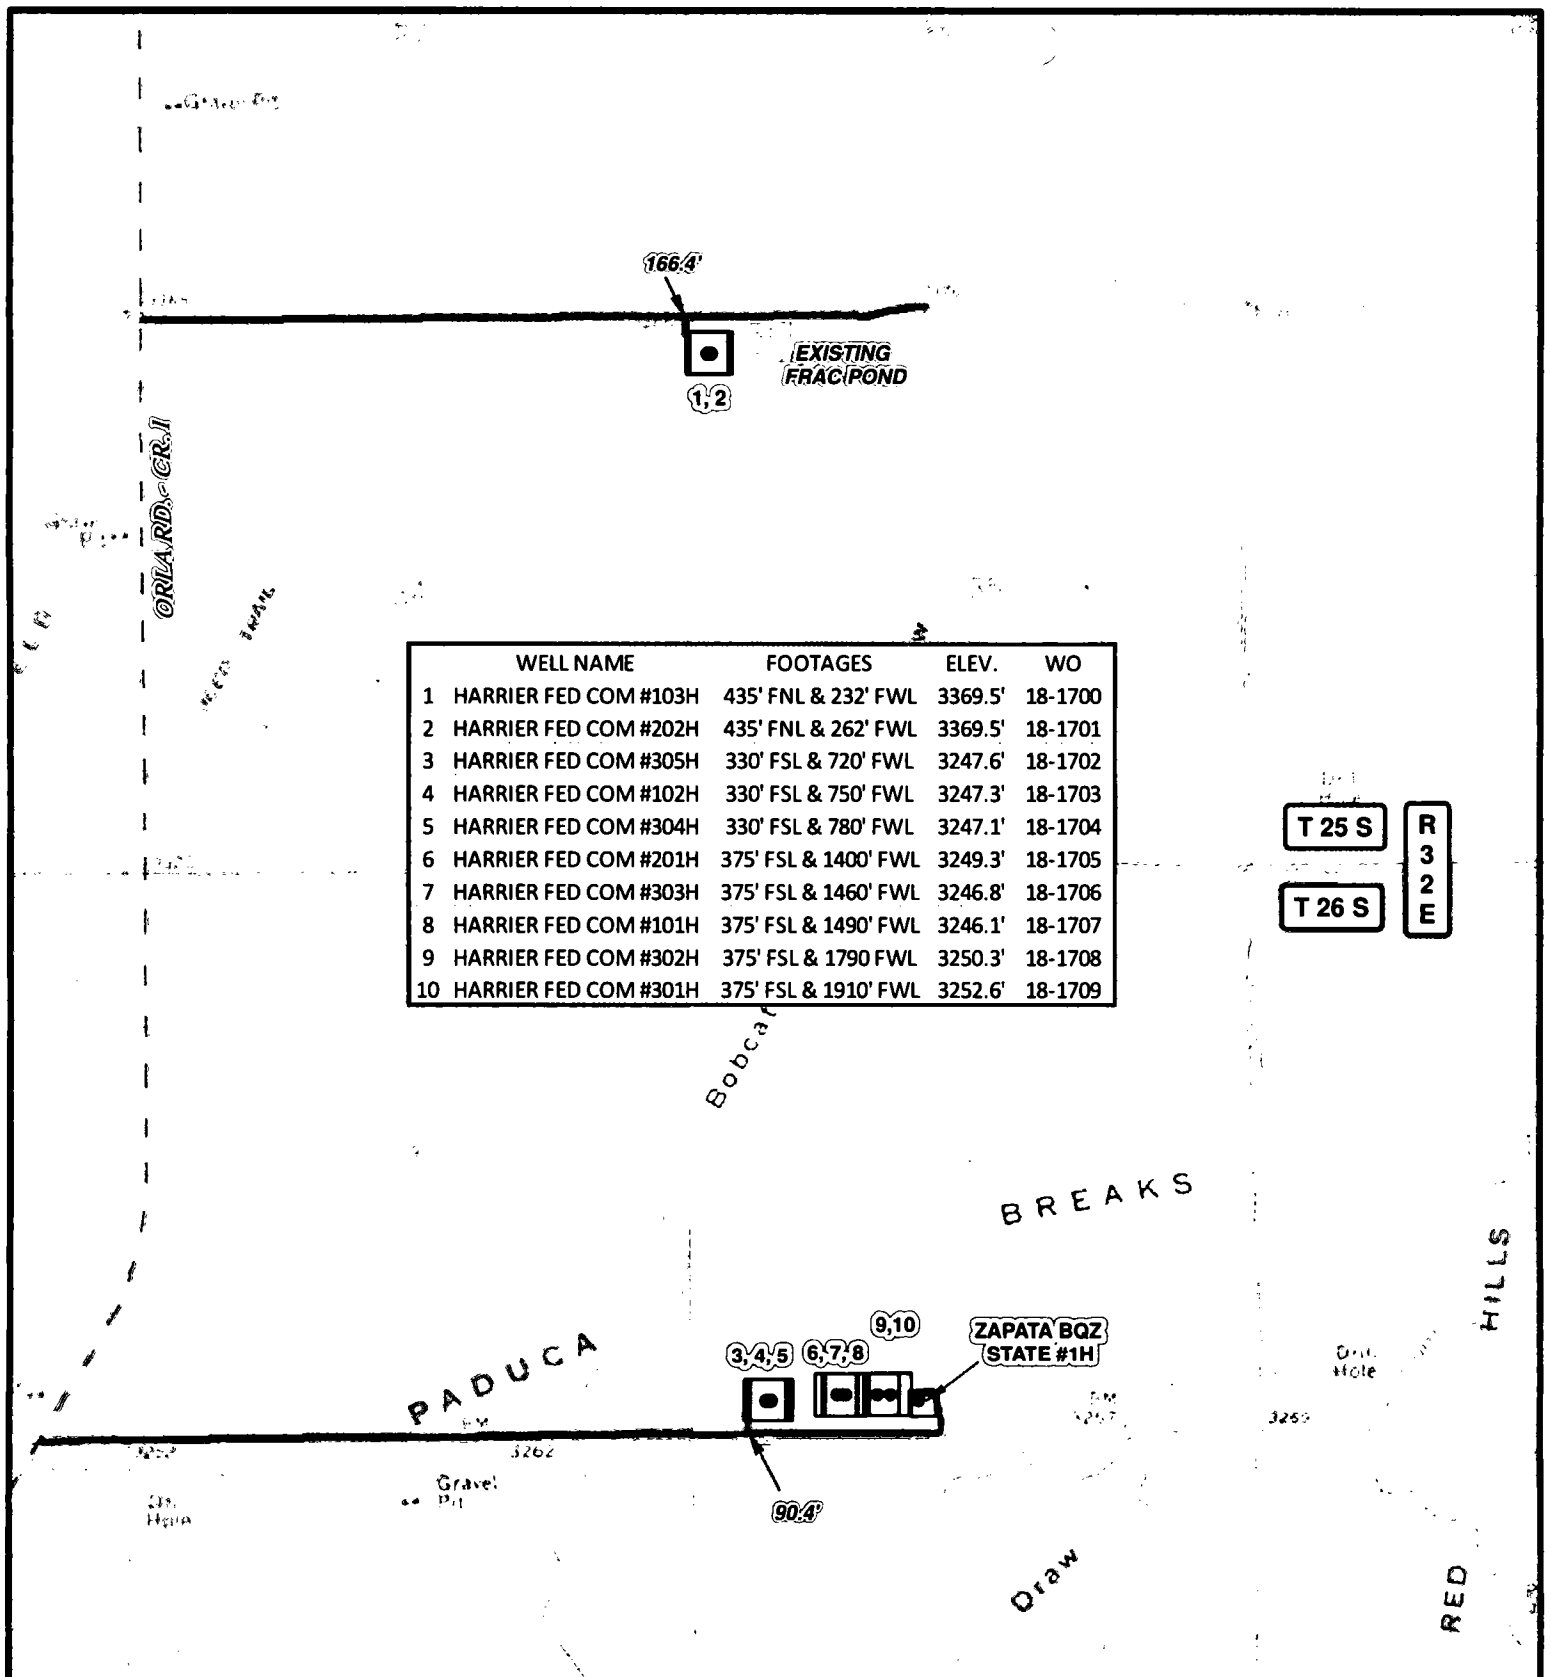 166.4'
EXISTING
FRAC POND
1, 2
ORLA RD. - CR. 1
WELL NAME FOOTAGES ELEV. WO
1 HARRIER FED COM #103H 435' FNL & 232' FWL 3369.5' 18-1700
2 HARRIER FED COM #202H 435' FNL & 262' FWL 3369.5' 18-1701
3 HARRIER FED COM #305H 330' FSL & 720' FWL 3247.6' 18-1702
4 HARRIER FED COM #102H 330' FSL & 750' FWL 3247.3' 18-1703
5 HARRIER FED COM #304H 330' FSL & 780' FWL 3247.1' 18-1704
6 HARRIER FED COM #201H 375' FSL & 1400' FWL 3249.3' 18-1705
7 HARRIER FED COM #303H 375' FSL & 1460' FWL 3246.8' 18-1706
8 HARRIER FED COM #101H 375' FSL & 1490' FWL 3246.1' 18-1707
9 HARRIER FED COM #302H 375' FSL & 1790 FWL 3250.3' 18-1708
10 HARRIER FED COM #301H 375' FSL & 1910' FWL 3252.6' 18-1709
T 25 S
T 26 S
R
3
2
E
Bobcat
BREAKS
HILLS
PADUCA
3, 4, 5
6, 7, 8
9,10
ZAPATA BQZ
STATE #1H
Drill
Hole
BM
3267
3262
Gravel
Pit
90.4'
Draw
RED